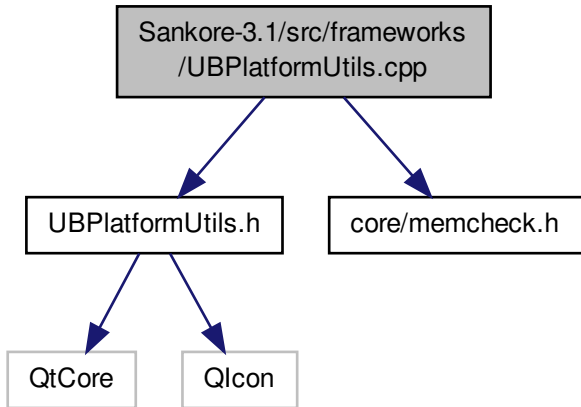 Sankore-3.1/src/frameworks
/UBPlatformUtils.cpp
UBPlatformUtils.h
core/memcheck.h
QtCore
QIcon